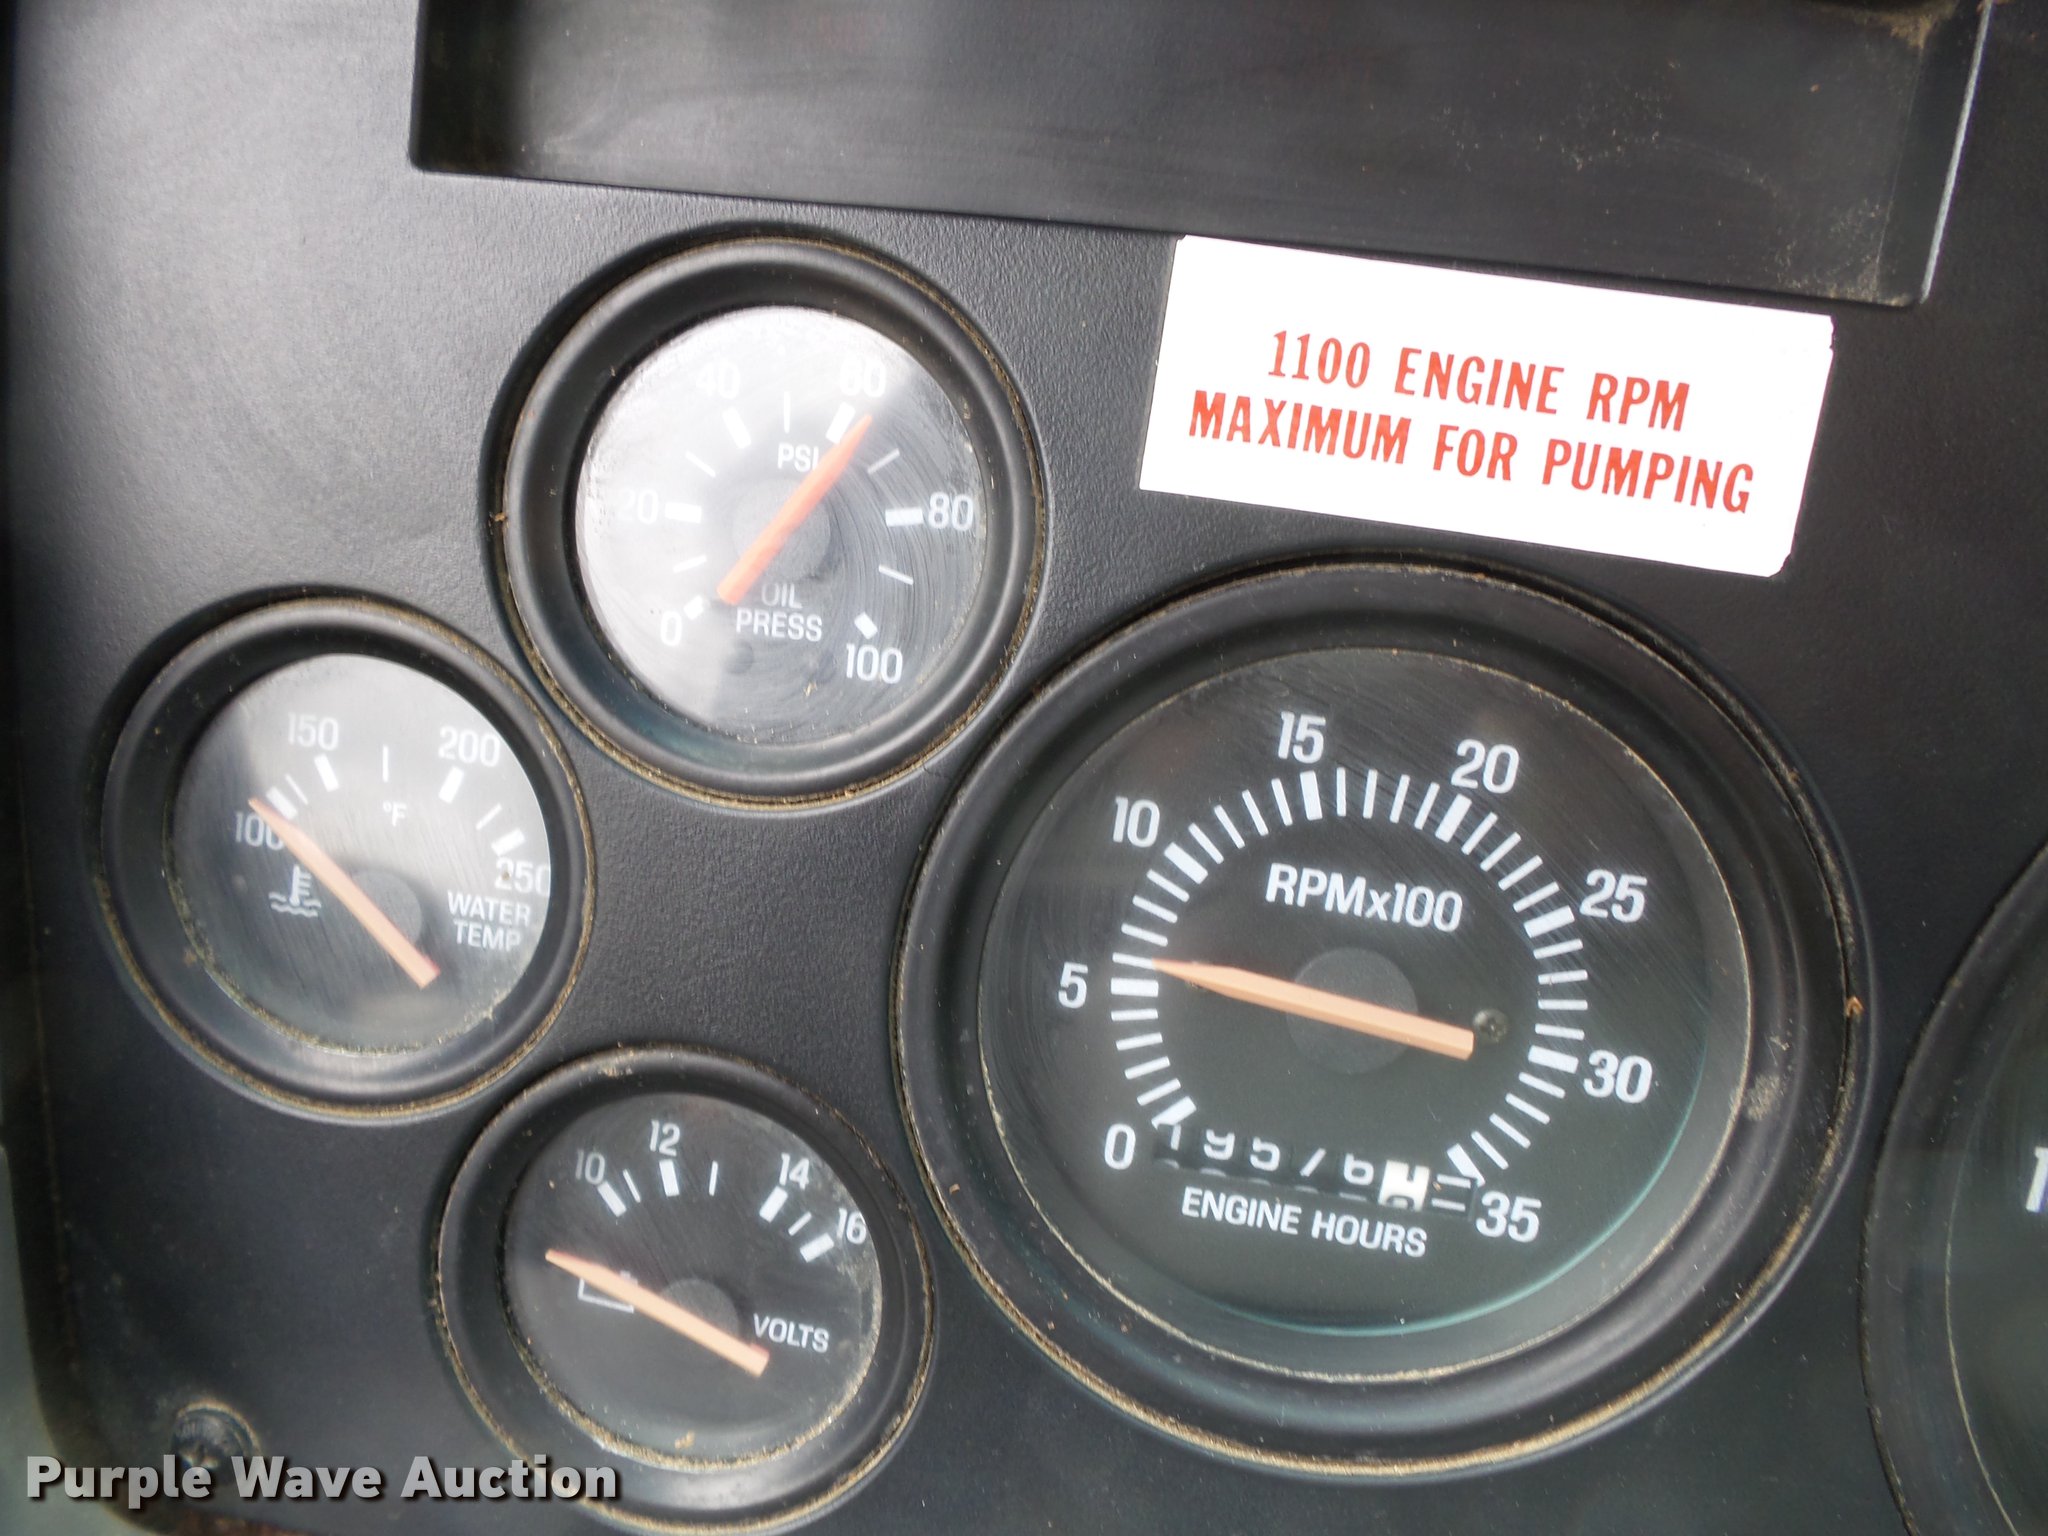 1100 ENGINE RPM
MAXIMUM FOR PUMPING
0
20
40
60
80
100
PSI
OIL
PRESS
100
150
200
250
°F
WATER
TEMP
10
12
14
16
VOLTS
0
5
10
15
20
25
30
35
RPMx100
ENGINE HOURS
Purple Wave Auction